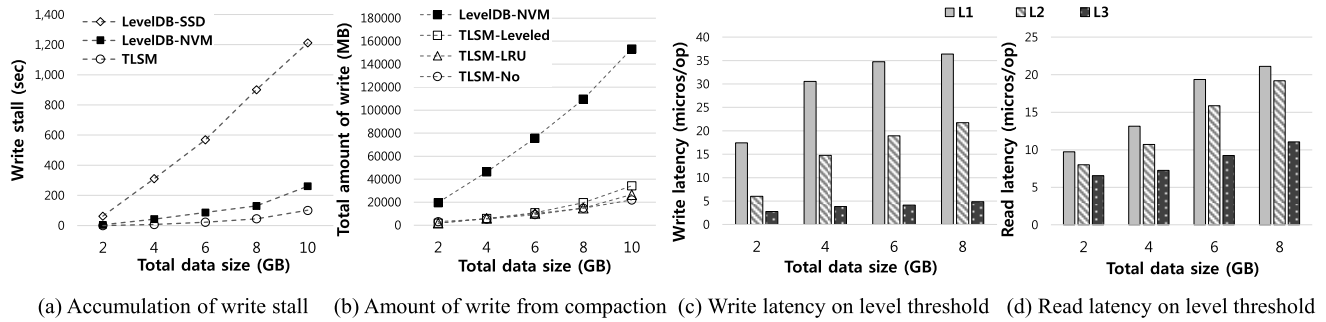 LevelDB-SSD
LevelDB-NVM
TLSM
1,400
1,200
1,000
800
600
400
200
0
Write stall (sec)
2 4 6 8 10
Total data size (GB)
(a) Accumulation of write stall
LevelDB-NVM
TLSM-Leveled
TLSM-LRU
TLSM-No
180000
160000
140000
120000
100000
80000
60000
40000
20000
0
Total amount of write (MB)
2 4 6 8 10
Total data size (GB)
(b) Amount of write from compaction
L1 L2 L3
40
35
30
25
20
15
10
5
0
Write latency (micros/op)
2 4 6 8
Total data size (GB)
(c) Write latency on level threshold
25
20
15
10
5
0
Read latency (micros/op)
2 4 6 8
Total data size (GB)
(d) Read latency on level threshold